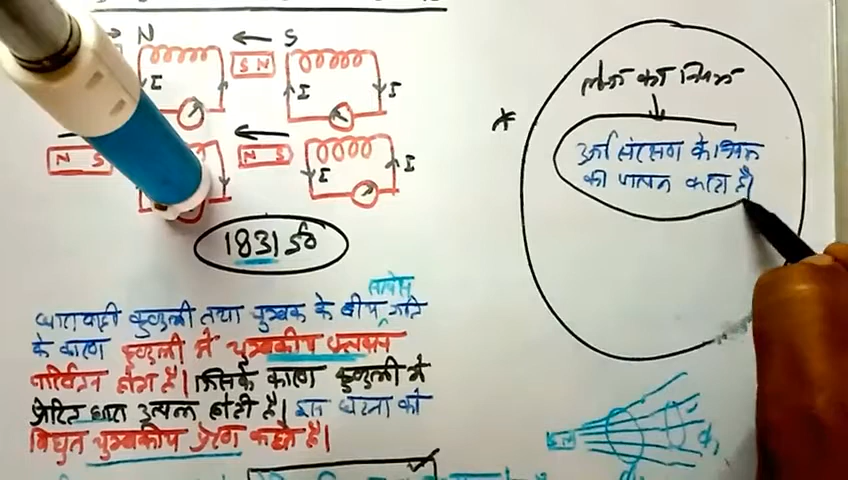 N S
S N
I I I
N S N S
I I
1831 ई०
सापेक्ष
धारावाही कुण्डली तथा चुम्बक के बीच गति
के कारण कुण्डली में चुम्बकीय फ्लक्स
परिवर्तन होता है। जिसके कारण कुण्डली में
प्रेरित धारा उत्पन्न होती है। इस घटना को
विद्युत चुम्बकीय प्रेरण कहते है।
लेंज का नियम
ऊर्जा संरक्षण के नियम
की पालन करता है।